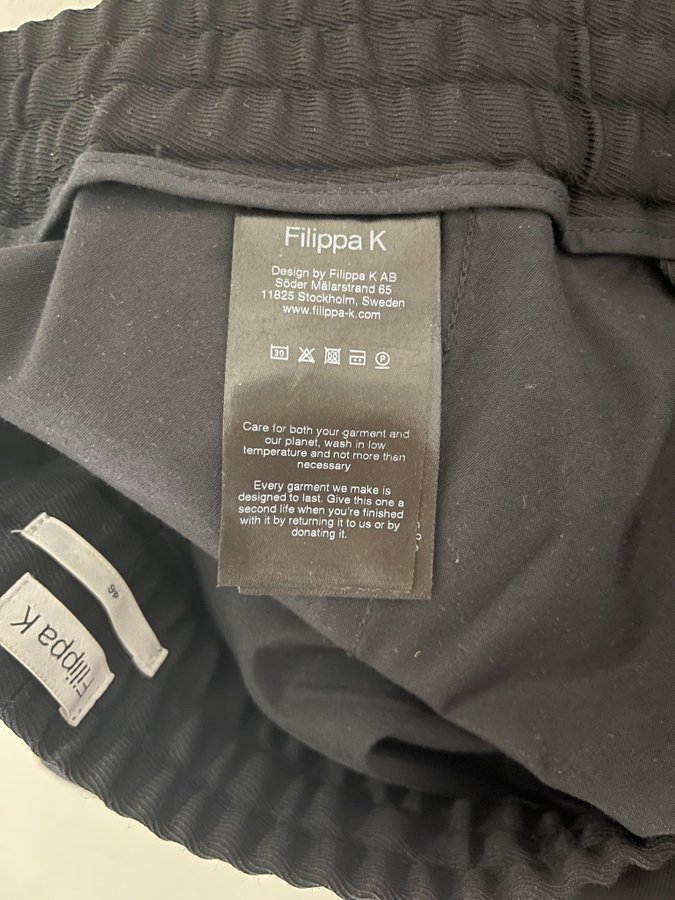 Filippa K
Design by Filippa K AB
Söder Mälarstrand 65
11825 Stockholm, Sweden
www.filippa-k.com
30
P
Care for both your garment and
our planet, wash in low
temperature and not more than
necessary
Every garment we make is
designed to last. Give this one a
second life when you're finished
with it by returning it to us or by
donating it.
46
Filippa K